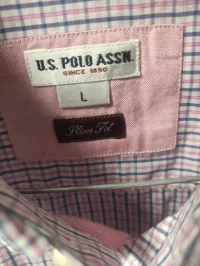 U.S. POLO ASSN.
SINCE 1890
L
Slim Fit